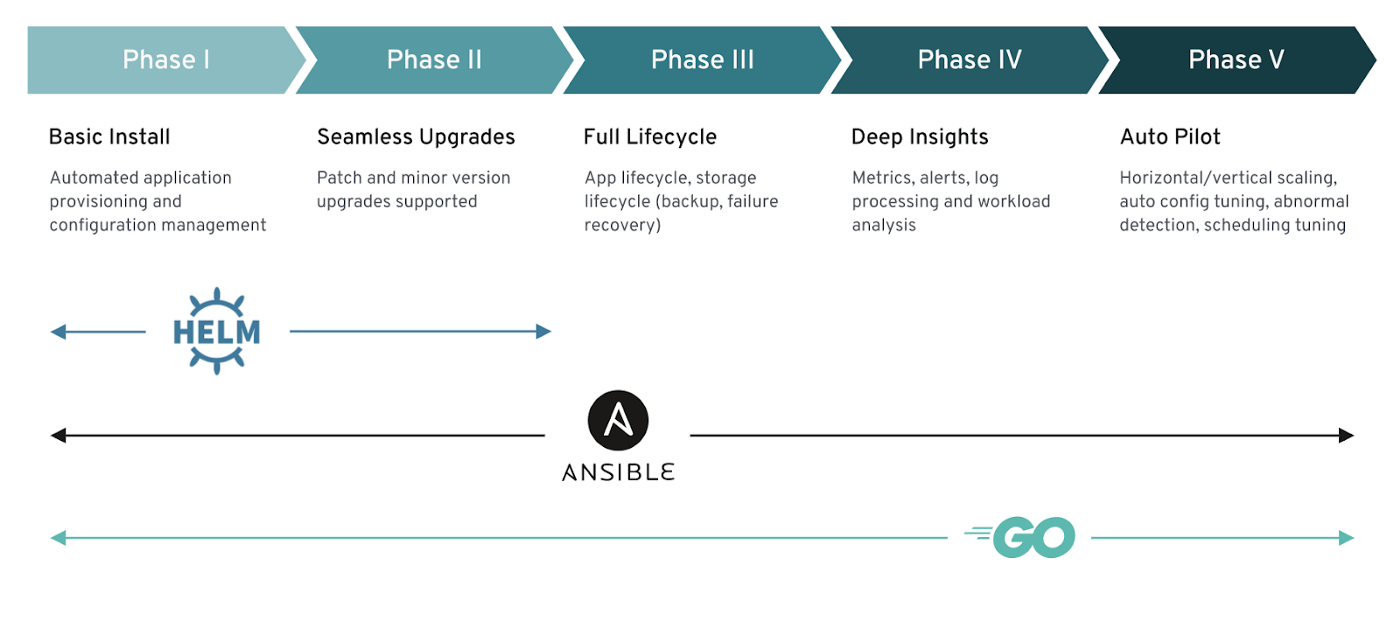 Phase I
Phase II
Phase III
Phase IV
Phase V
Basic Install
Automated application
provisioning and
configuration management
Seamless Upgrades
Patch and minor version
upgrades supported
Full Lifecycle
App lifecycle, storage
lifecycle (backup, failure
recovery)
Deep Insights
Metrics, alerts, log
processing and workload
analysis
Auto Pilot
Horizontal/vertical scaling,
auto config tuning, abnormal
detection, scheduling tuning
HELM
A
ANSIBLE
GO